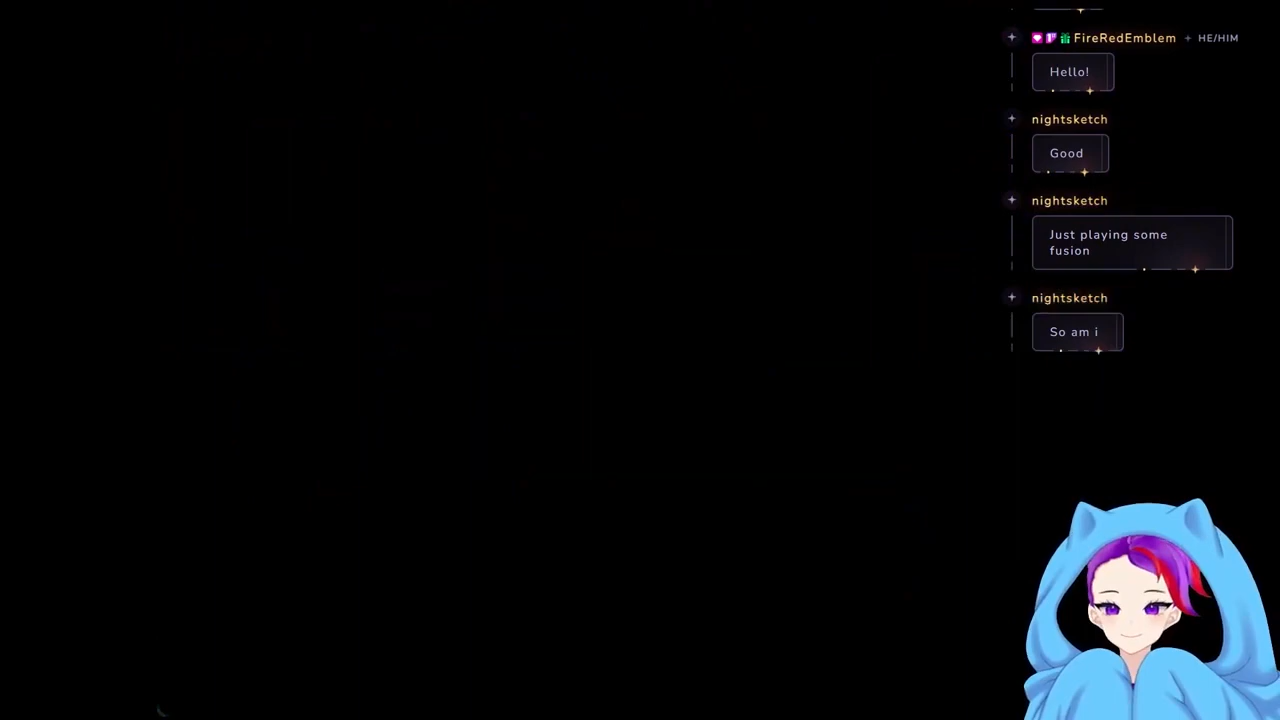 FireRedEmblem + HE/HIM
Hello!
nightsketch
Good
nightsketch
Just playing some
fusion
nightsketch
So am i